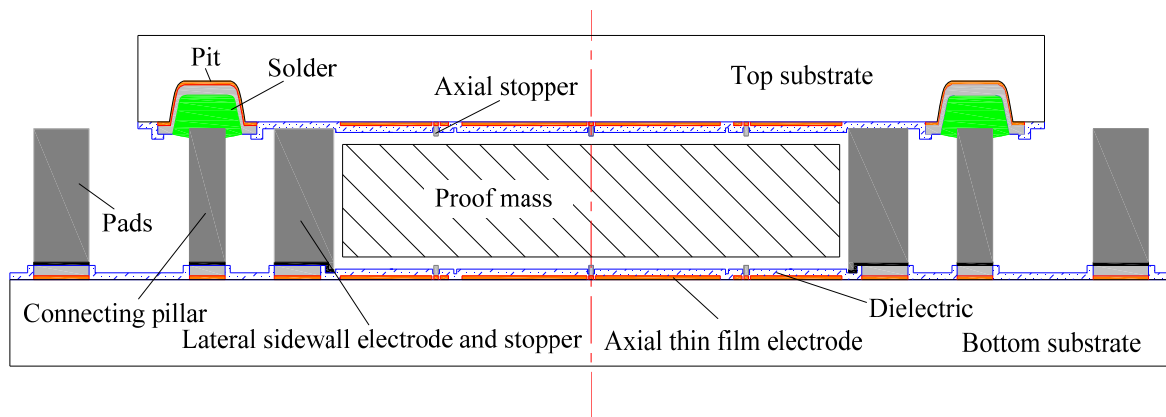 Pit
Solder
Axial stopper
Top substrate
Proof mass
Pads
Connecting pillar
Lateral sidewall electrode and stopper
Axial thin film electrode
Dielectric
Bottom substrate